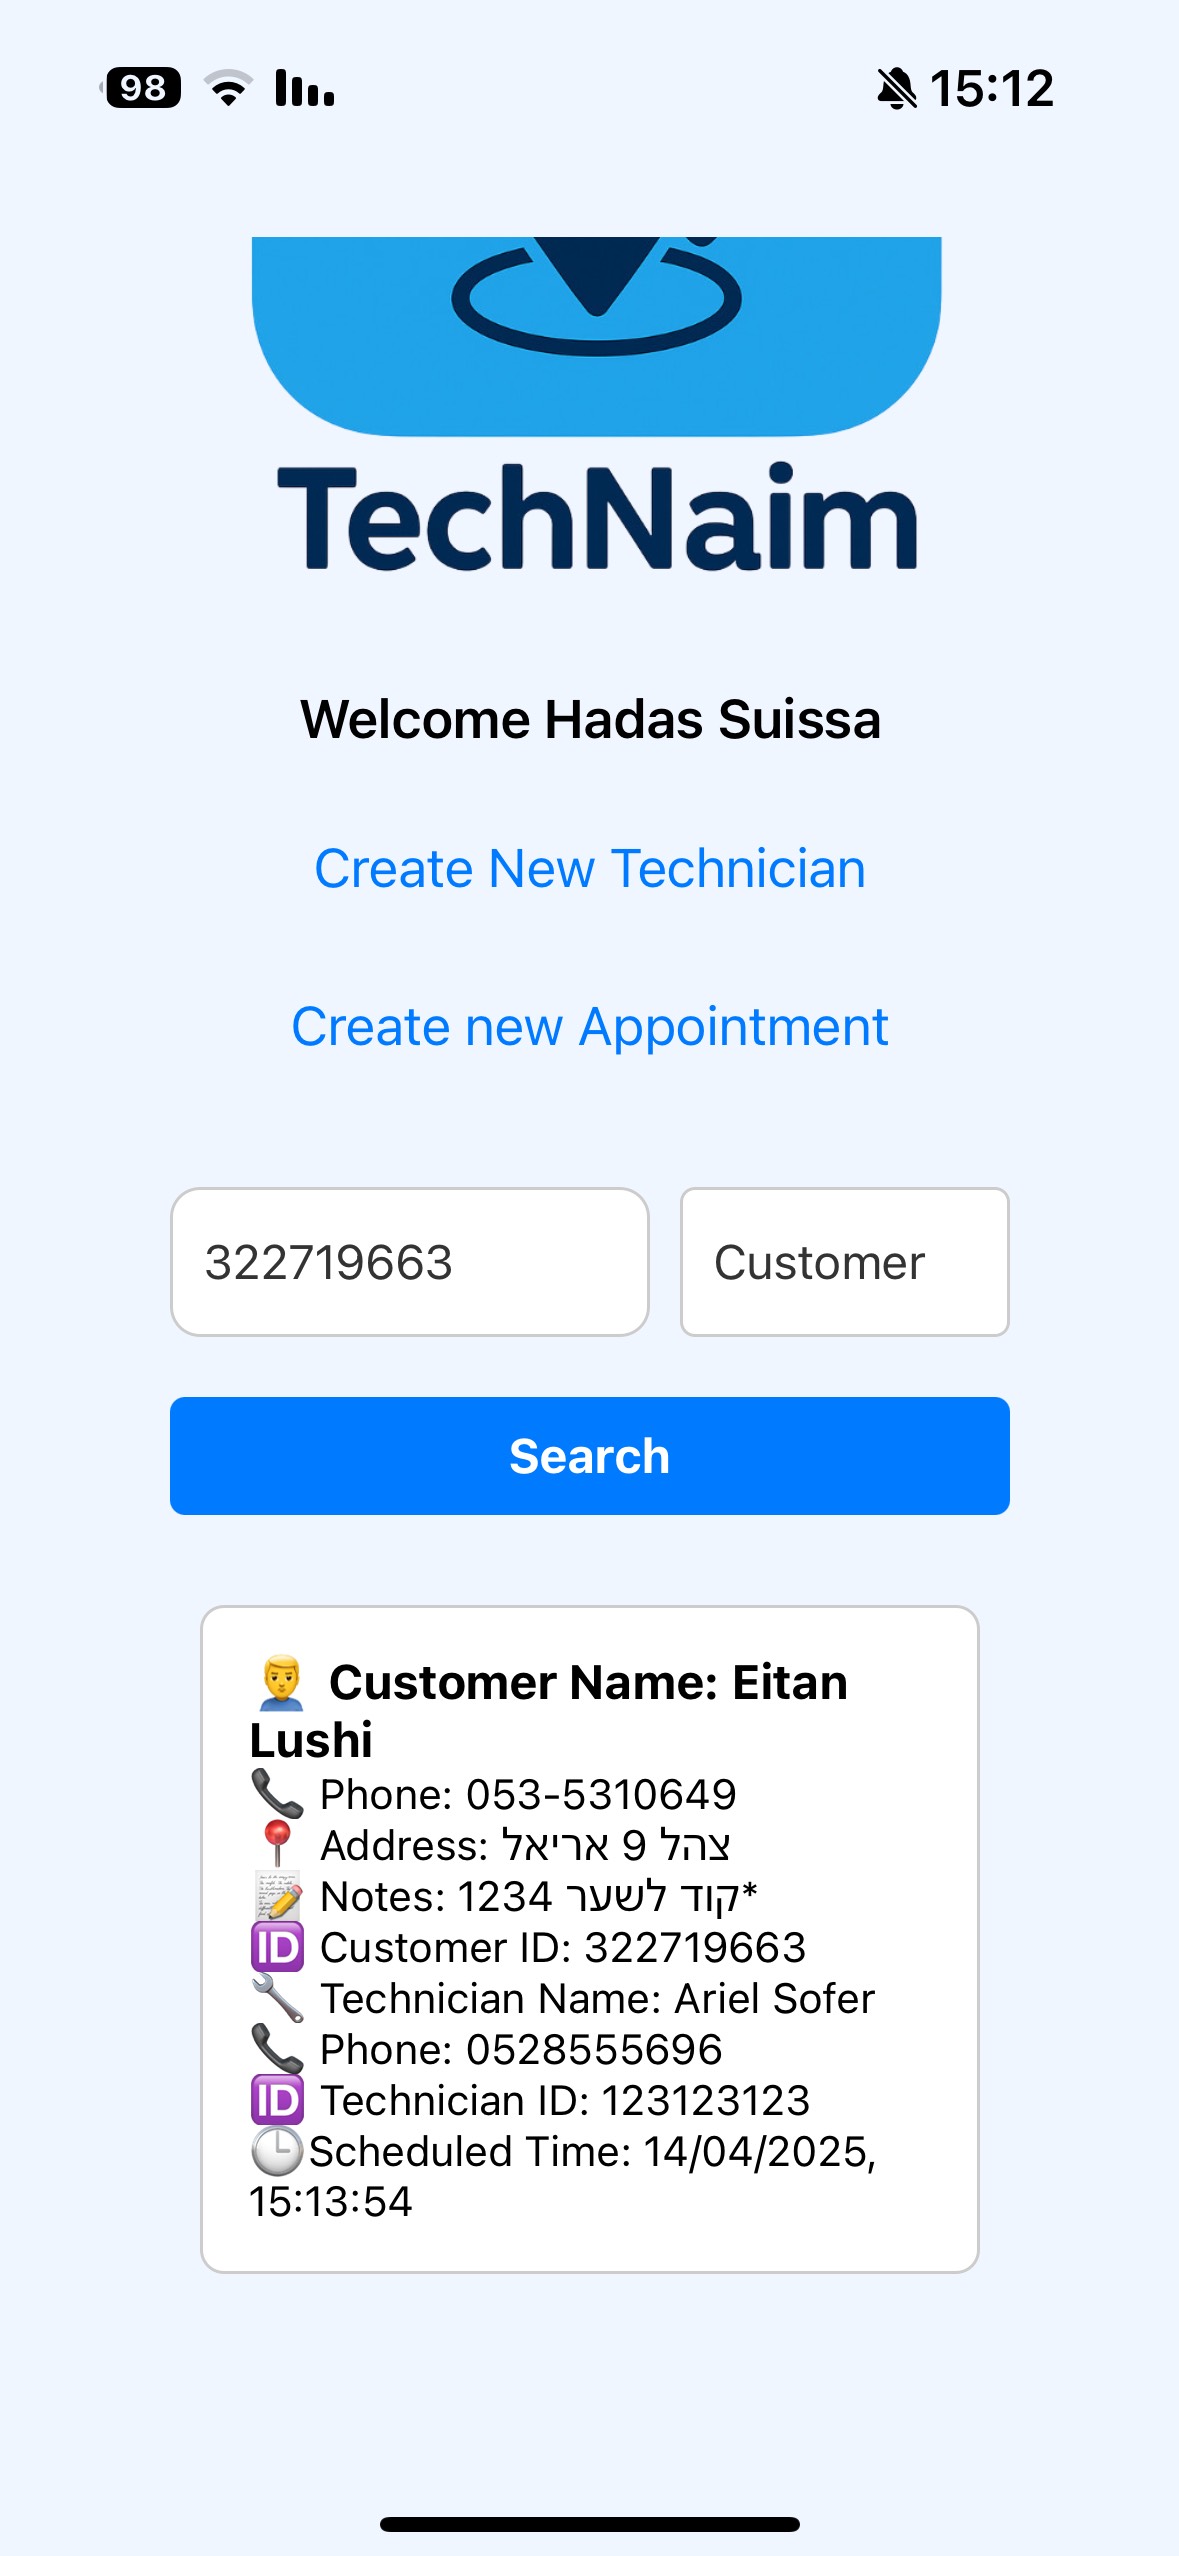 98
15:12
TechNaim
Welcome Hadas Suissa
Create New Technician
Create new Appointment
322719663
Customer
Search
Customer Name: Eitan
Lushi
Phone: 053-5310649
Address: צהל 9 אריאל
Notes: 1234 קוד לשער*
ID Customer ID: 322719663
Technician Name: Ariel Sofer
Phone: 0528555696
ID Technician ID: 123123123
Scheduled Time: 14/04/2025,
15:13:54